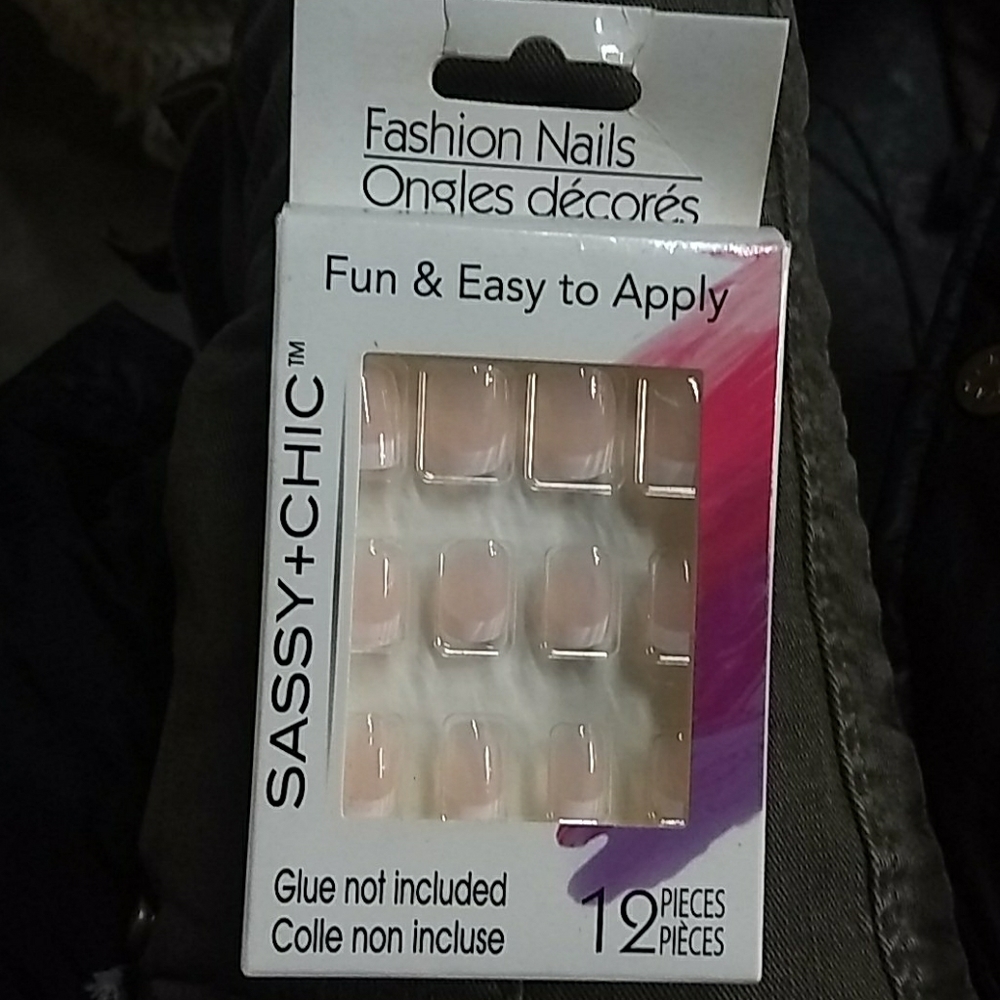 Fashion Nails
Ongles décorés
Fun & Easy to Apply
SASSY+CHIC™
Glue not included
Colle non incluse
12 PIECES
PIÈCES